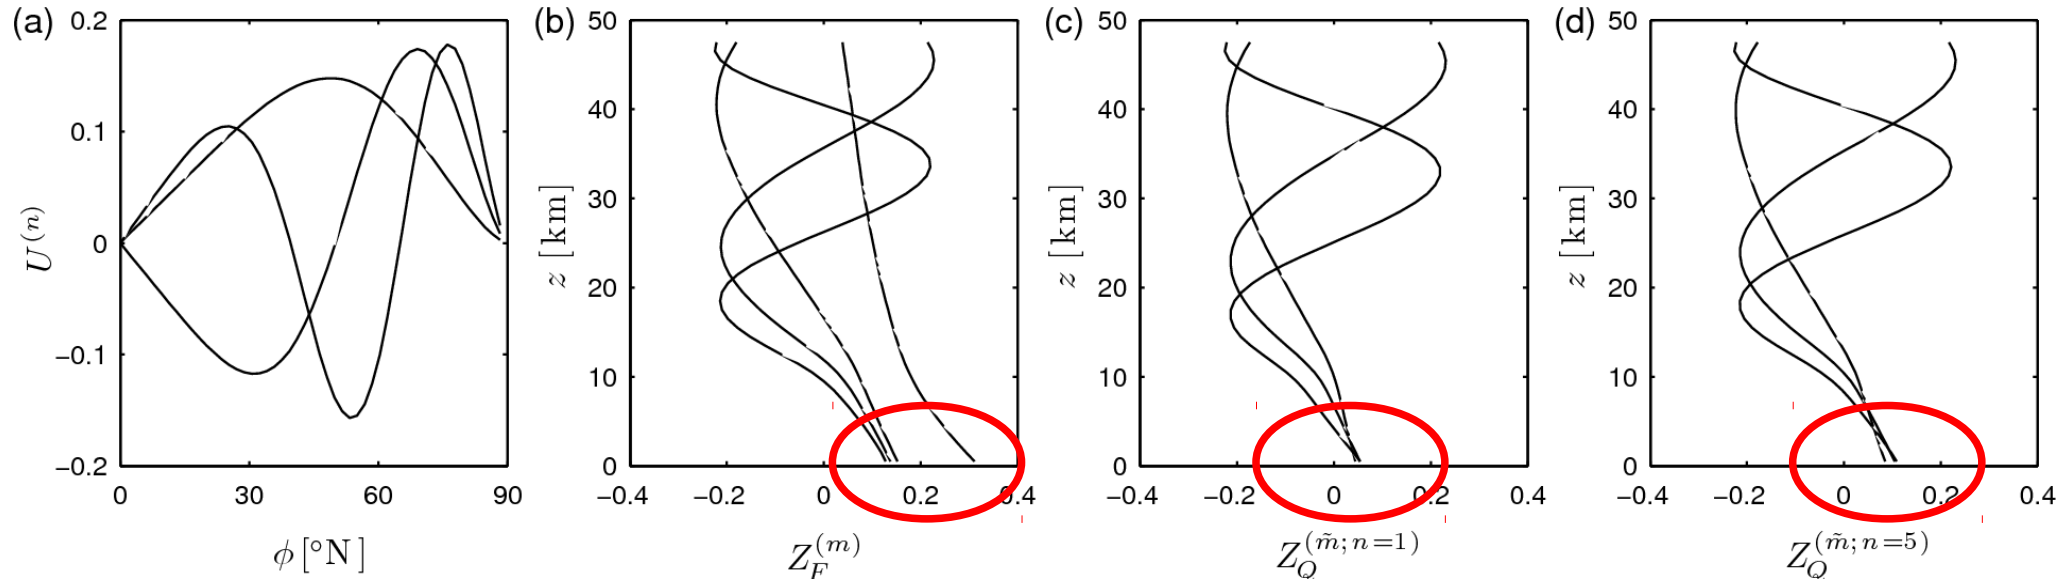 (a) (b) (c) (d)
0.2 50 50 50
40 40 40
0.1
30 30 30
U^(n) 0 z [km] z [km] z [km]
20 20 20
−0.1
10 10 10
−0.2 0 0 0
0 30 60 90 −0.4 −0.2 0 0.2 0.4 −0.4 −0.2 0 0.2 0.4 −0.4 −0.2 0 0.2 0.4
ϕ [°N] Z_F^(m) Z_Q^(m̃; n=1) Z_Q^(m̃; n=5)